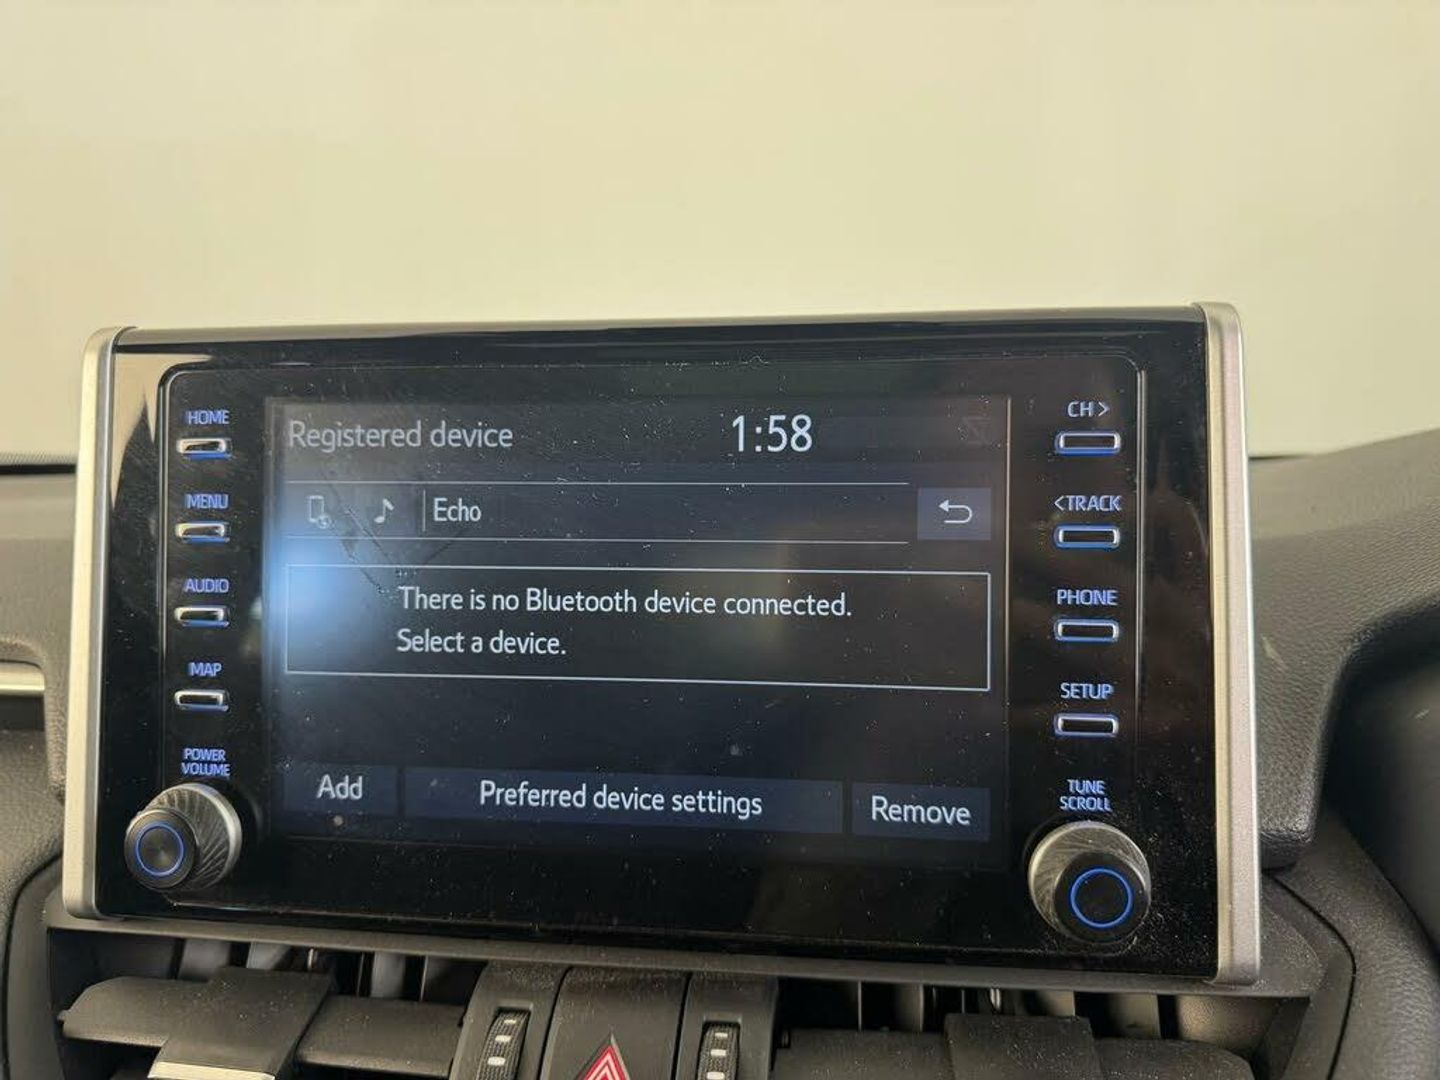 HOME
MENU
AUDIO
MAP
POWER
VOLUME
Registered device 1:58
Echo
There is no Bluetooth device connected.
Select a device.
Add Preferred device settings Remove
CH >
<TRACK
PHONE
SETUP
TUNE
SCROLL